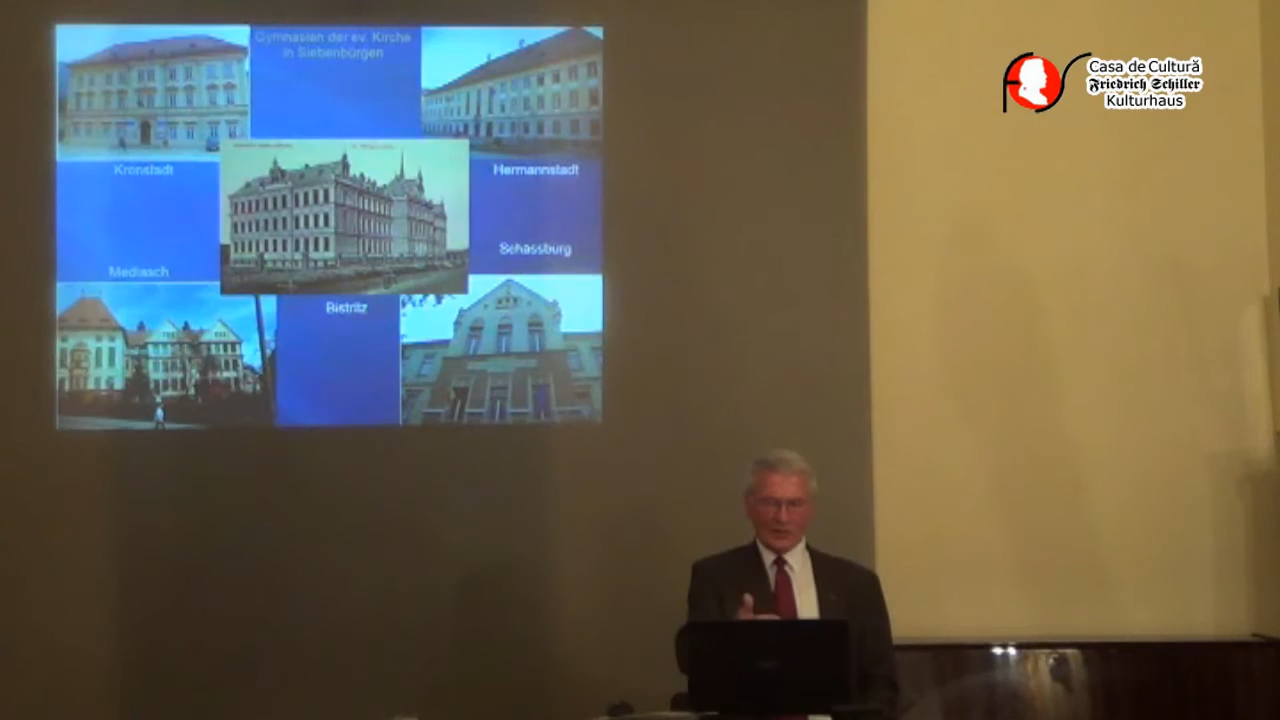 Gymnasien der ev. Kirche
in Siebenbürgen
Kronstadt
Hermannstadt
Schässburg
Mediasch
Bistritz
Casa de Cultură
Friedrich Schiller
Kulturhaus